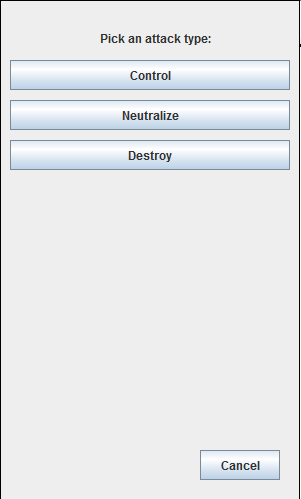 Pick an attack type:
Control
Neutralize
Destroy
Cancel